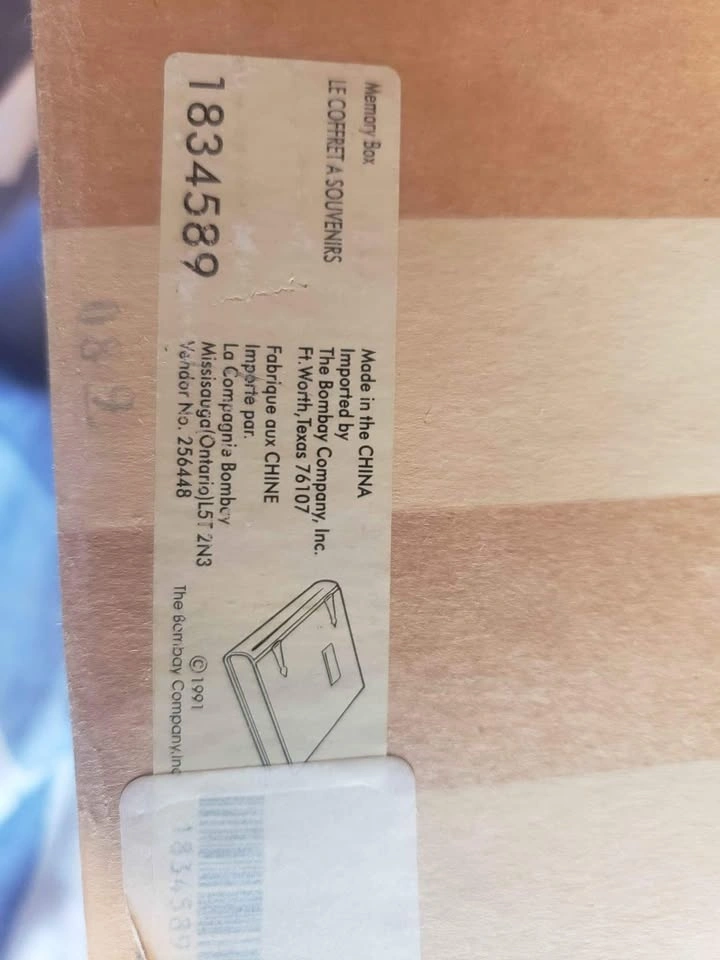 Memory Box
LE COFFRET A SOUVENIRS
1834589
Made in the CHINA
Imported by
The Bombay Company, Inc.
Ft. Worth, Texas 76107
Fabrique aux CHINE
Importé par.
La Compagnie Bombay
Missisauga(Ontario)L5T 2N3
Vendor No. 256448
©1991
The Bombay Company,Inc
1834589